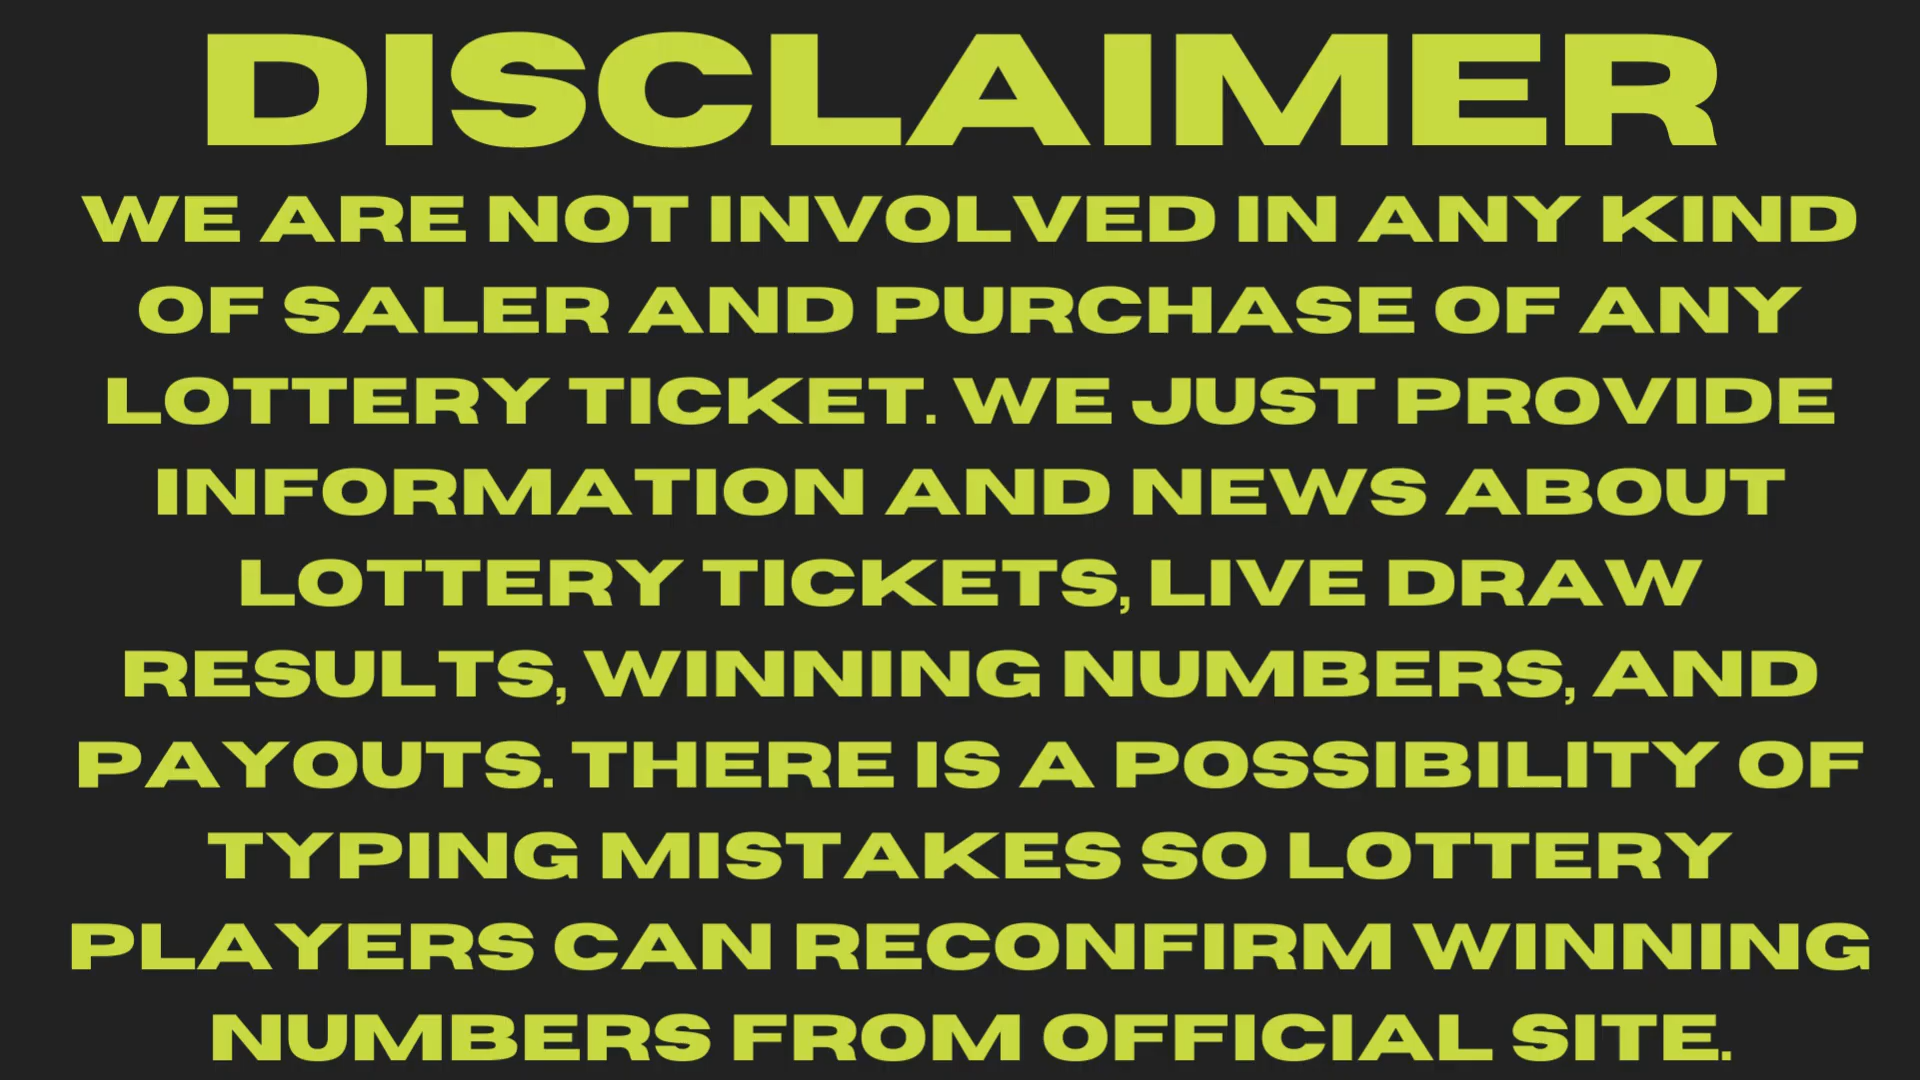 DISCLAIMER
WE ARE NOT INVOLVED IN ANY KIND
OF SALER AND PURCHASE OF ANY
LOTTERY TICKET. WE JUST PROVIDE
INFORMATION AND NEWS ABOUT
LOTTERY TICKETS, LIVE DRAW
RESULTS, WINNING NUMBERS, AND
PAYOUTS. THERE IS A POSSIBILITY OF
TYPING MISTAKES SO LOTTERY
PLAYERS CAN RECONFIRM WINNING
NUMBERS FROM OFFICIAL SITE.